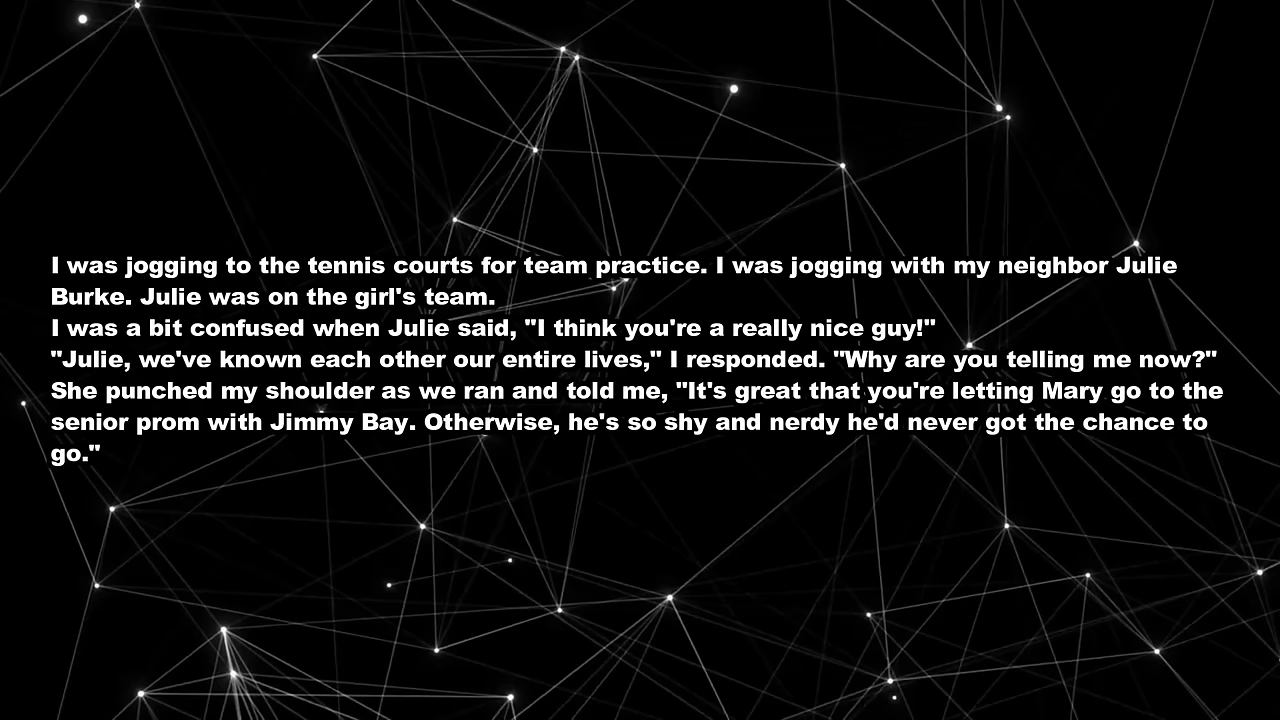 I was jogging to the tennis courts for team practice. I was jogging with my neighbor Julie
Burke. Julie was on the girl's team.
I was a bit confused when Julie said, "I think you're a really nice guy!"
"Julie, we've known each other our entire lives," I responded. "Why are you telling me now?"
She punched my shoulder as we ran and told me, "It's great that you're letting Mary go to the
senior prom with Jimmy Bay. Otherwise, he's so shy and nerdy he'd never got the chance to
go."